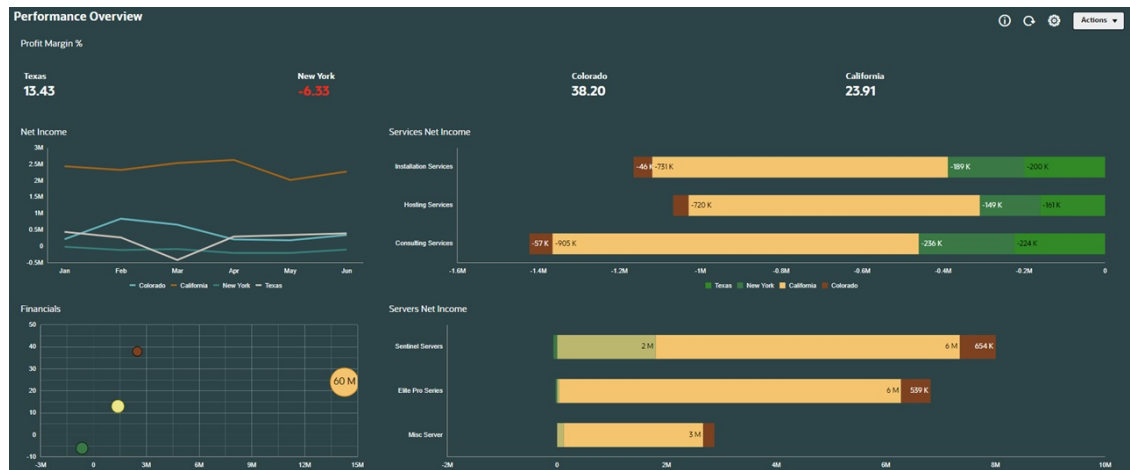 Performance Overview
Actions
Profit Margin %
Texas New York Colorado California
13.43 -6.33 38.20 23.91
Net Income
3M
2.5M
2M
1.5M
1M
0.5M
0
-0.5M
Jan Feb Mar Apr May Jun
Colorado California New York Texas
Services Net Income
Installation Services -46 K -731 K -189 K -200 K
Hosting Services -720 K -149 K -161 K
Consulting Services -57 K -905 K -236 K -224 K
-1.6M -1.4M -1.2M -1M -0.8M -0.6M -0.4M -0.2M 0
Texas New York California Colorado
Financials
50
40
30
20
10
0
-10
60 M
-3M 0 3M 6M 9M 12M 15M
Servers Net Income
Sentinel Servers 2 M 6 M 654 K
Elite Pro Series 6 M 539 K
Misc Server 3 M
-2M 0 2M 4M 6M 8M 10M